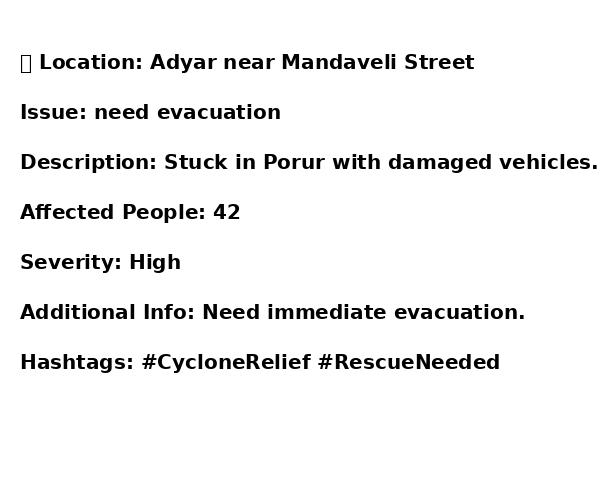 Location: Adyar near Mandaveli Street
Issue: need evacuation
Description: Stuck in Porur with damaged vehicles.
Affected People: 42
Severity: High
Additional Info: Need immediate evacuation.
Hashtags: #CycloneRelief #RescueNeeded